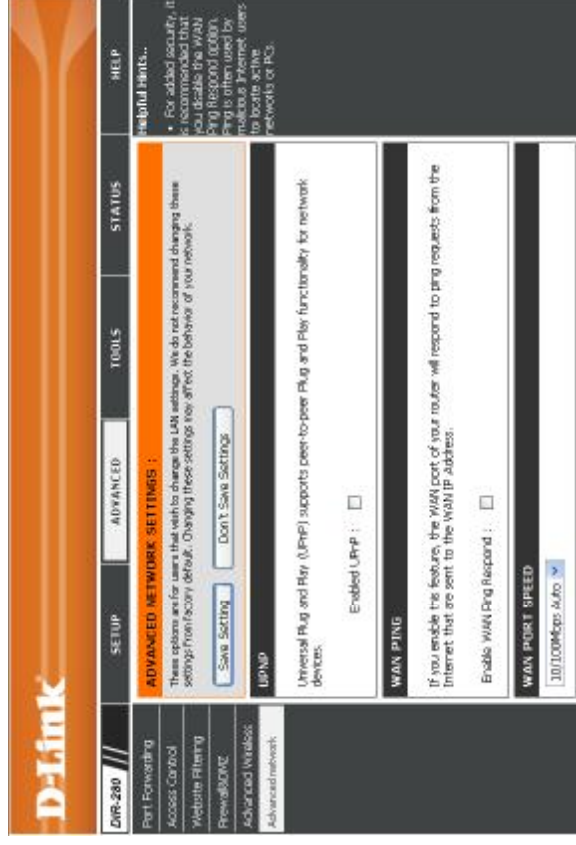 D-Link
DIR-280
SETUP
ADVANCED
TOOLS
STATUS
HELP
Port Forwarding
Access Control
Website Filtering
Firewall&DMZ
Advanced Wireless
Advanced network
ADVANCED NETWORK SETTINGS :
These options are for users that wish to change the LAN settings. We do not recommend changing these
settings from factory default. Changing these settings may affect the behavior of your network.
Save Setting
Don't Save Settings
UPNP
Universal Plug and Play (UPnP) supports peer-to-peer Plug and Play functionality for network
devices.
Enabled UPnP :
WAN PING
If you enable this feature, the WAN port of your router will respond to ping requests from the
Internet that are sent to the WAN IP Address.
Enable WAN Ping Respond :
WAN PORT SPEED
10/100Mbps Auto
Helpful Hints..
• For added security, it
is recommended that
you disable the WAN
Ping Respond option.
Ping is often used by
malicious Internet users
to locate active
networks or PCs.